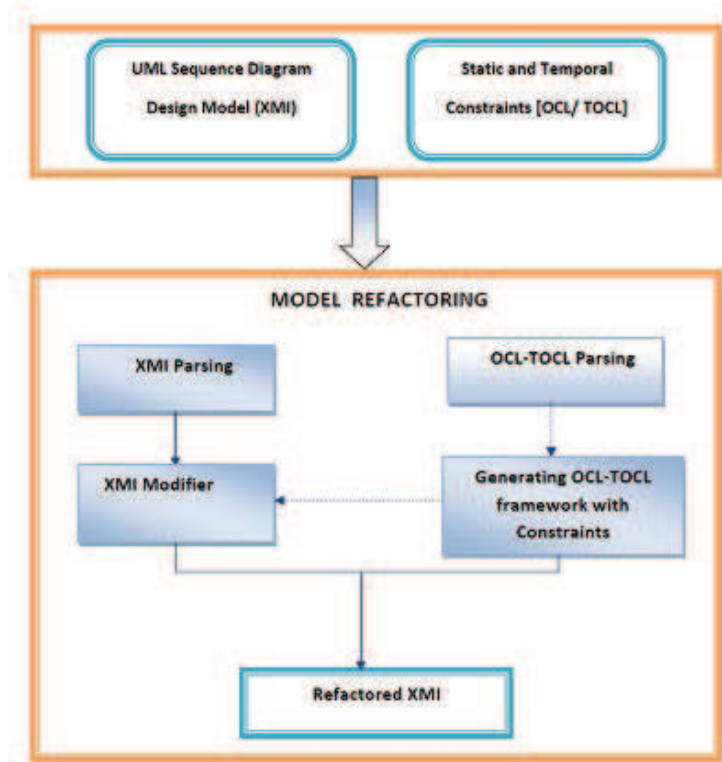 UML Sequence Diagram
Design Model (XMI)
Static and Temporal
Constraints [OCL/ TOCL]
MODEL REFACTORING
XMI Parsing
OCL-TOCL Parsing
XMI Modifier
Generating OCL-TOCL
framework with
Constraints
Refactored XMI